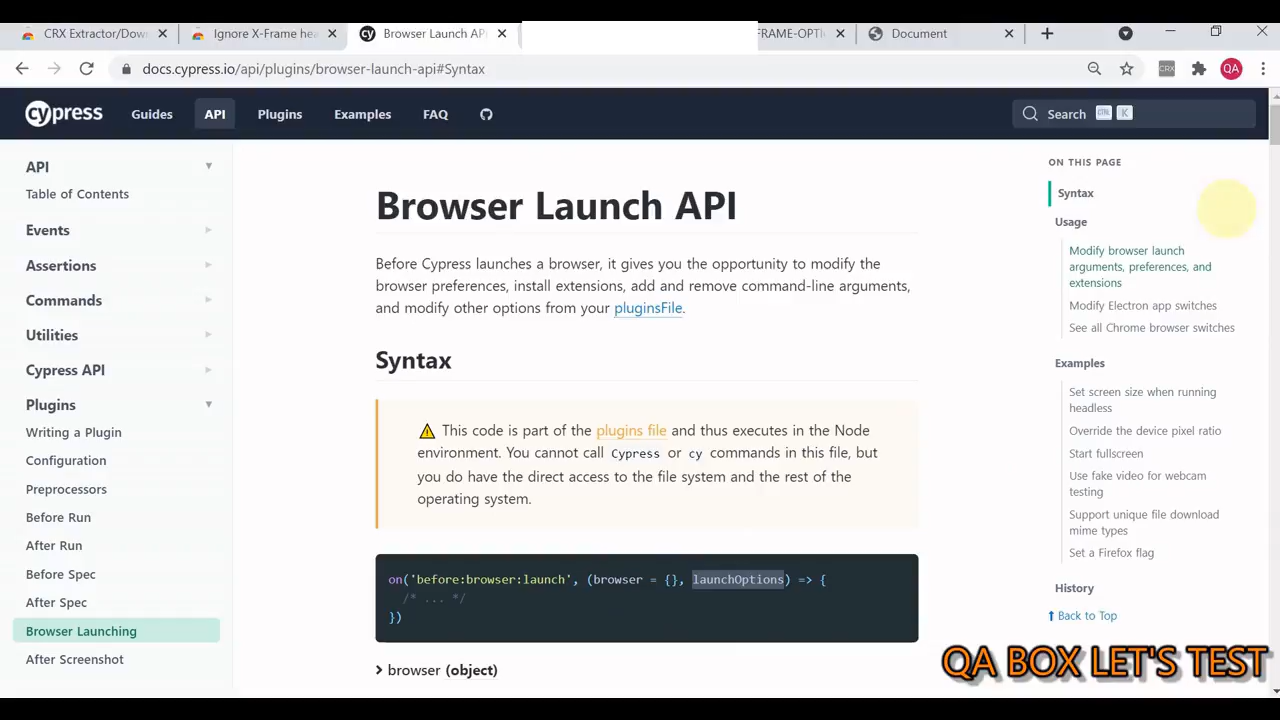 CRX Extractor/Dow
Ignore X-Frame hea
Browser Launch API
FRAME-OPTI
Document
docs.cypress.io/api/plugins/browser-launch-api#Syntax
CRX
QA
cypress
Guides
API
Plugins
Examples
FAQ
Search
CTRL
K
API
Table of Contents
Events
Assertions
Commands
Utilities
Cypress API
Plugins
Writing a Plugin
Configuration
Preprocessors
Before Run
After Run
Before Spec
After Spec
Browser Launching
After Screenshot
Browser Launch API
Before Cypress launches a browser, it gives you the opportunity to modify the
browser preferences, install extensions, add and remove command-line arguments,
and modify other options from your pluginsFile.
Syntax
⚠ This code is part of the plugins file and thus executes in the Node
environment. You cannot call Cypress or cy commands in this file, but
you do have the direct access to the file system and the rest of the
operating system.
on('before:browser:launch', (browser = {}, launchOptions) => {
/* ... */
})
browser (object)
ON THIS PAGE
Syntax
Usage
Modify browser launch
arguments, preferences, and
extensions
Modify Electron app switches
See all Chrome browser switches
Examples
Set screen size when running
headless
Override the device pixel ratio
Start fullscreen
Use fake video for webcam
testing
Support unique file download
mime types
Set a Firefox flag
History
Back to Top
QA BOX LET'S TEST